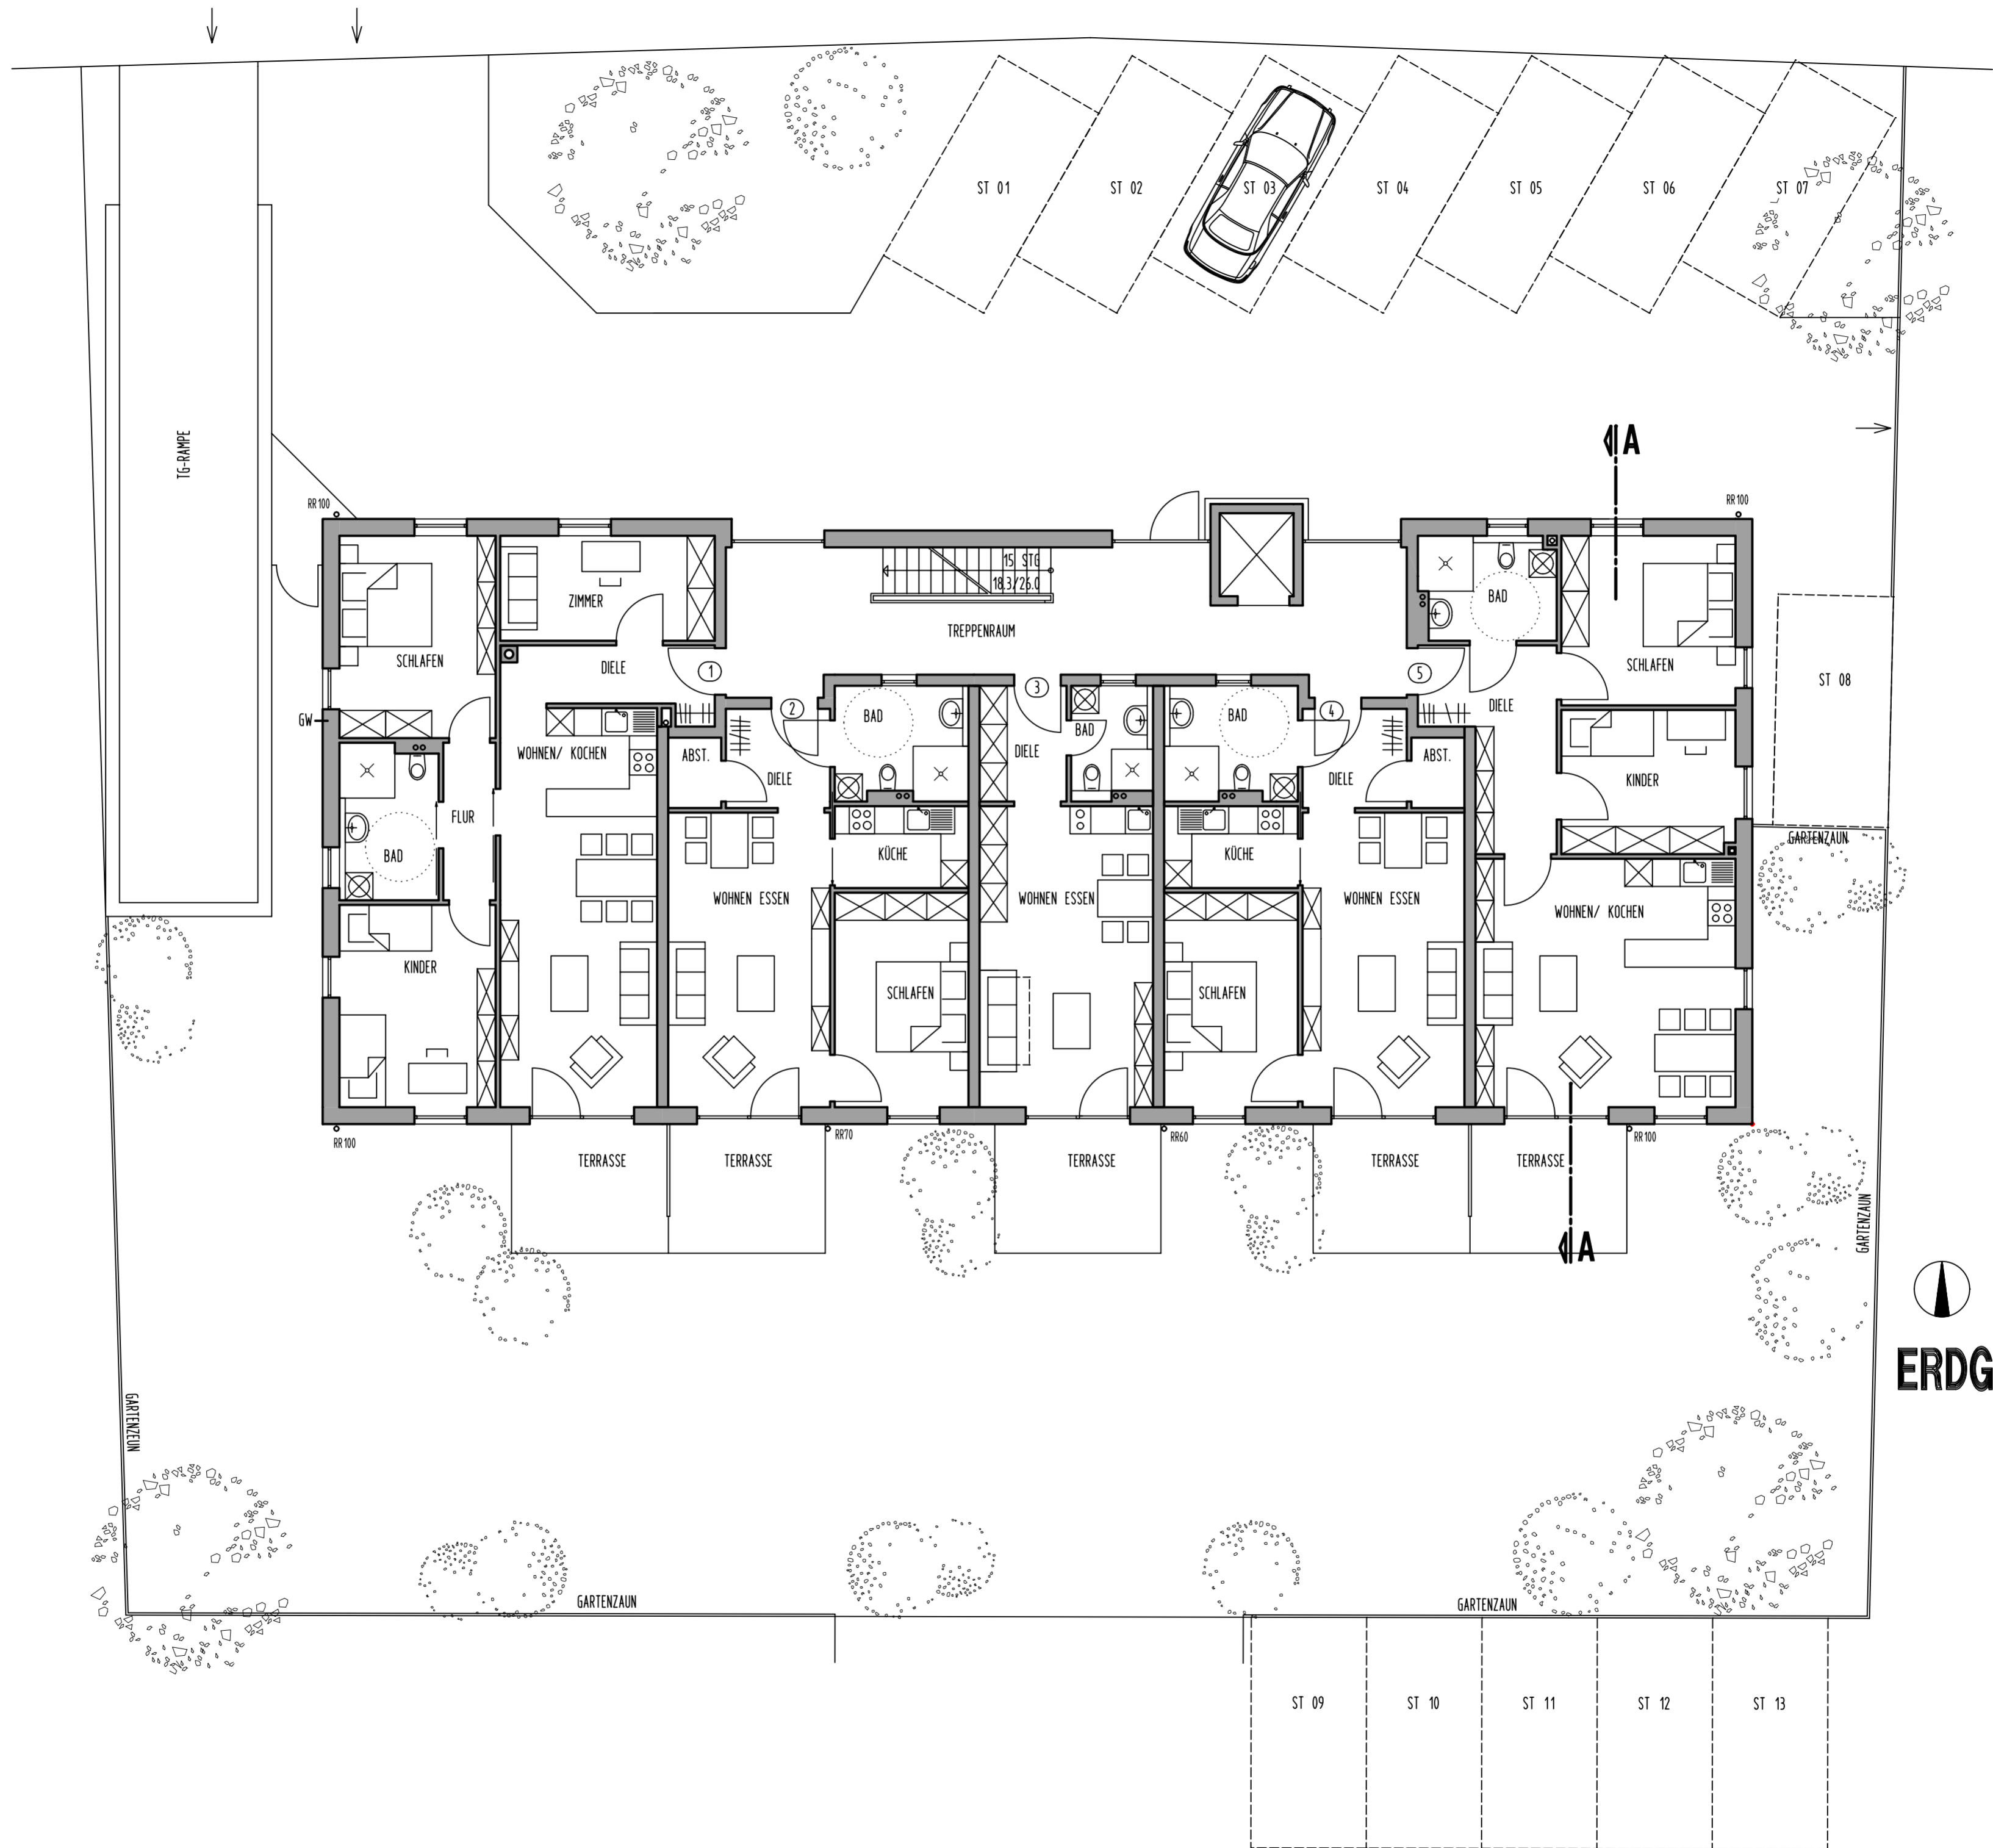 ST 01
ST 02
ST 03
ST 04
ST 05
ST 06
ST 07
TG-RAMPE
A
RR 100
RR 100
15 STG
18.3/26.0
ZIMMER
BAD
TREPPENRAUM
SCHLAFEN
DIELE
1
5
SCHLAFEN
ST 08
2
3
4
DIELE
GW
BAD
BAD
BAD
WOHNEN/ KOCHEN
ABST.
DIELE
DIELE
DIELE
ABST.
KINDER
FLUR
GARTENZAUN
BAD
KÜCHE
KÜCHE
WOHNEN ESSEN
WOHNEN ESSEN
WOHNEN ESSEN
WOHNEN/ KOCHEN
KINDER
SCHLAFEN
SCHLAFEN
RR 100
RR70
RR60
RR 100
TERRASSE
TERRASSE
TERRASSE
TERRASSE
TERRASSE
GARTENZAUN
A
ERDG
GARTENZEUN
GARTENZAUN
GARTENZAUN
ST 09
ST 10
ST 11
ST 12
ST 13